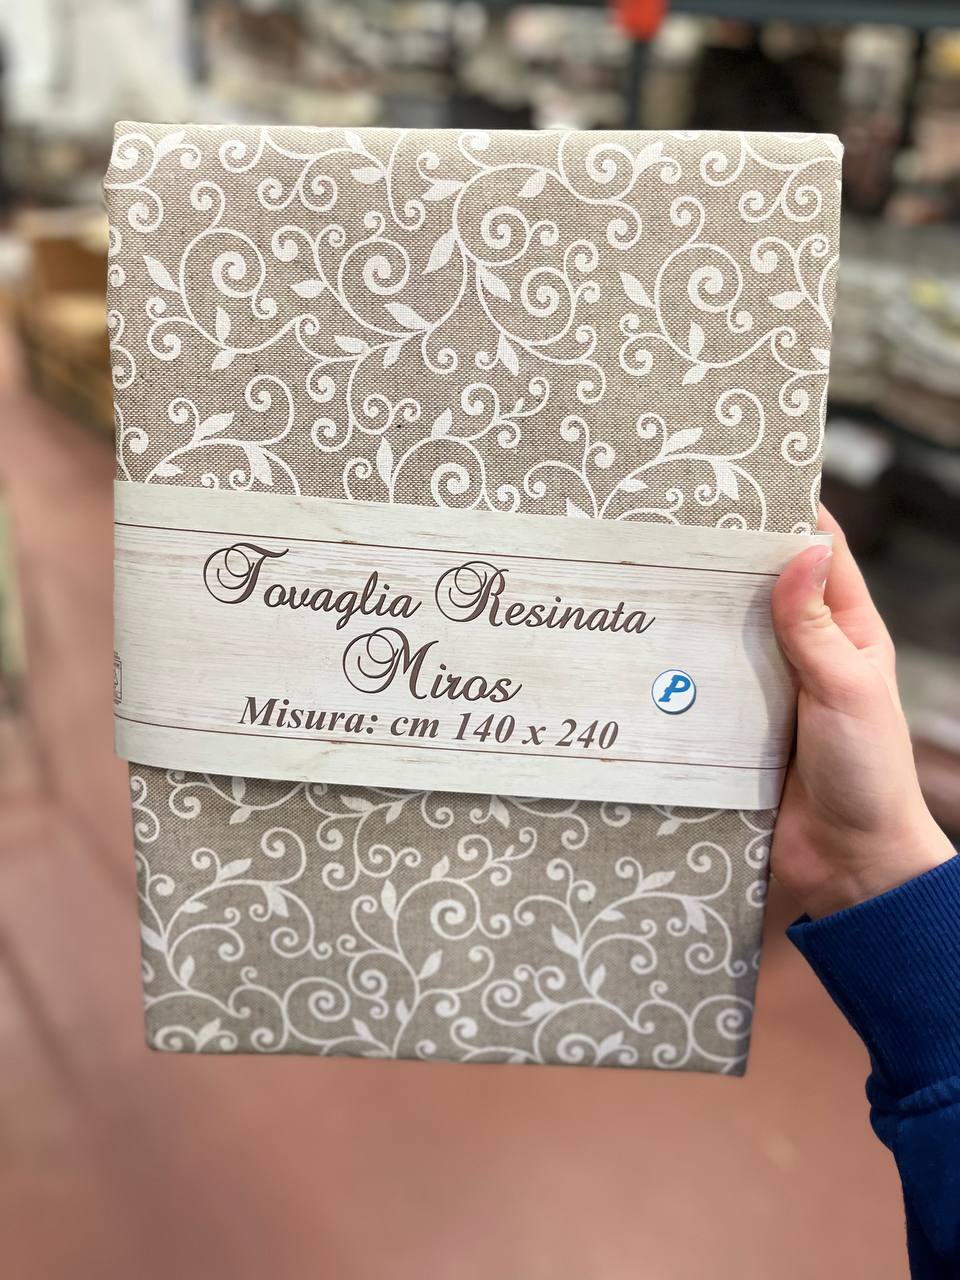 Tovaglia Resinata
Miros
P
Misura: cm 140 x 240